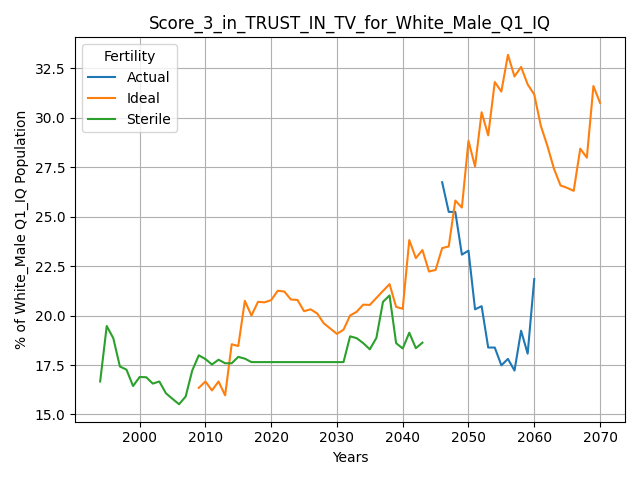 Score_3_in_TRUST_IN_TV_for_White_Male_Q1_IQ
Fertility
Actual
Ideal
Sterile
% of White_Male Q1_IQ Population
32.5
30.0
27.5
25.0
22.5
20.0
17.5
15.0
2000 2010 2020 2030 2040 2050 2060 2070
Years